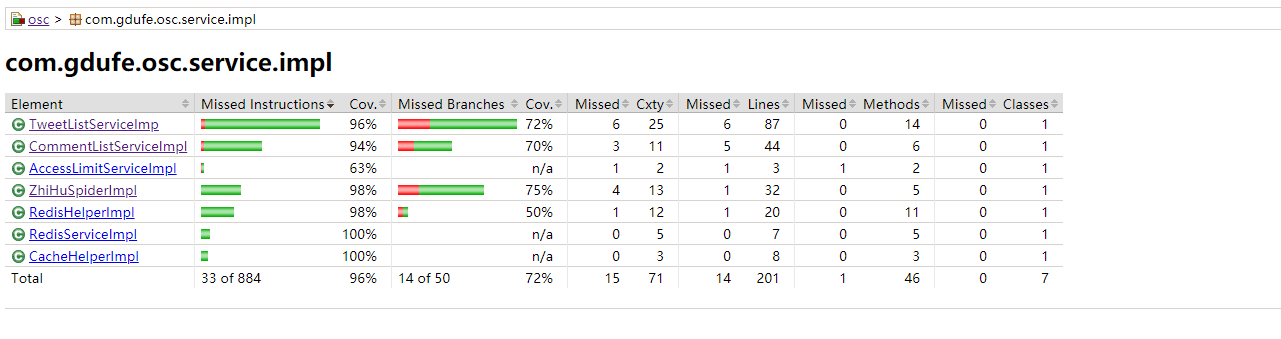 osc > com.gdufe.osc.service.impl
com.gdufe.osc.service.impl
Element Missed Instructions Cov. Missed Branches Cov. Missed Cxty Missed Lines Missed Methods Missed Classes
TweetListServiceImp 96% 72% 6 25 6 87 0 14 0 1
CommentListServiceImpl 94% 70% 3 11 5 44 0 6 0 1
AccessLimitServiceImpl 63% n/a 1 2 1 3 1 2 0 1
ZhiHuSpiderImpl 98% 75% 4 13 1 32 0 5 0 1
RedisHelperImpl 98% 50% 1 12 1 20 0 11 0 1
RedisServiceImpl 100% n/a 0 5 0 7 0 5 0 1
CacheHelperImpl 100% n/a 0 3 0 8 0 3 0 1
Total 33 of 884 96% 14 of 50 72% 15 71 14 201 1 46 0 7